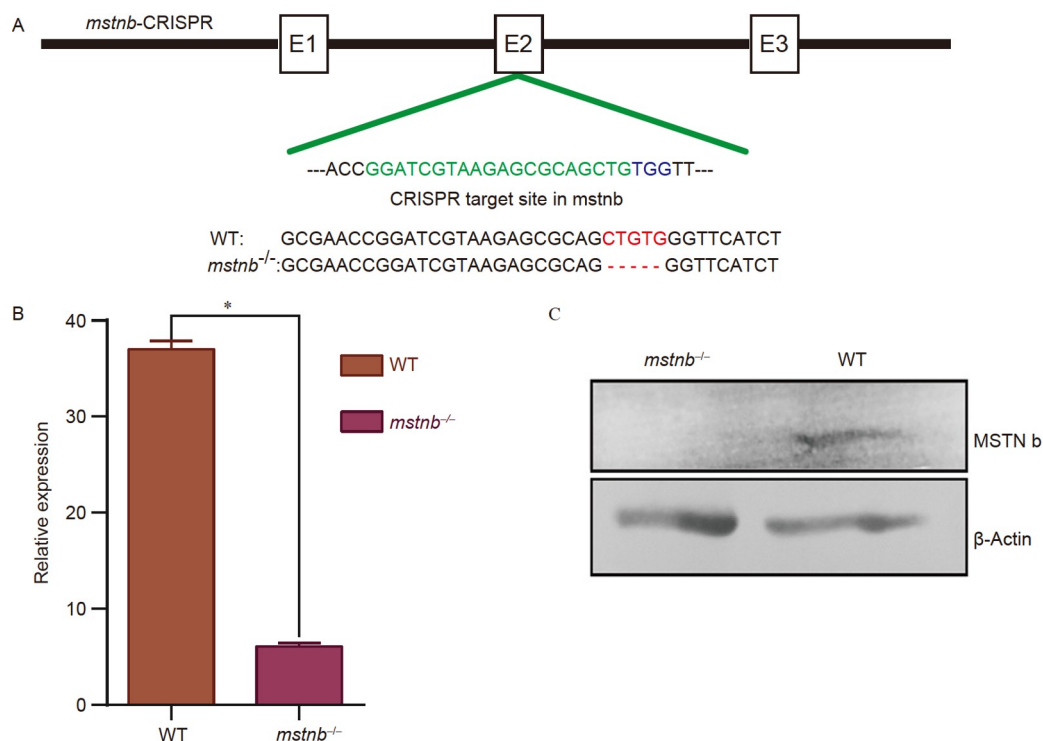 A
mstnb-CRISPR
E1 E2 E3
---ACCGGATCGTAAGAGCGCAGCTGTGGTT---
CRISPR target site in mstnb
WT: GCGAACCGGATCGTAAGAGCGCAGCTGTGGGTTCATCT
mstnb-/-:GCGAACCGGATCGTAAGAGCGCAG-----GGTTCATCT
B
*
40
30
20
10
0
Relative expression
WT
mstnb–/–
WT
mstnb–/–
C
mstnb–/– WT
MSTN b
β-Actin